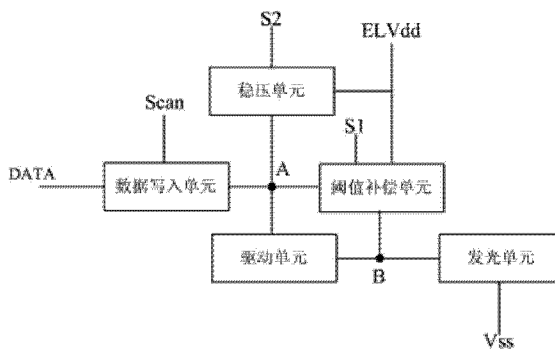 S2
ELVdd
稳压单元
Scan
S1
DATA
数据写入单元
A
阈值补偿单元
驱动单元
B
发光单元
Vss